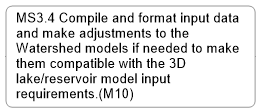 MS3.4 Compile and format input data
and make adjustments to the
Watershed models if needed to make
them compatible with the 3D
lake/reservoir model input
requirements.(M10)